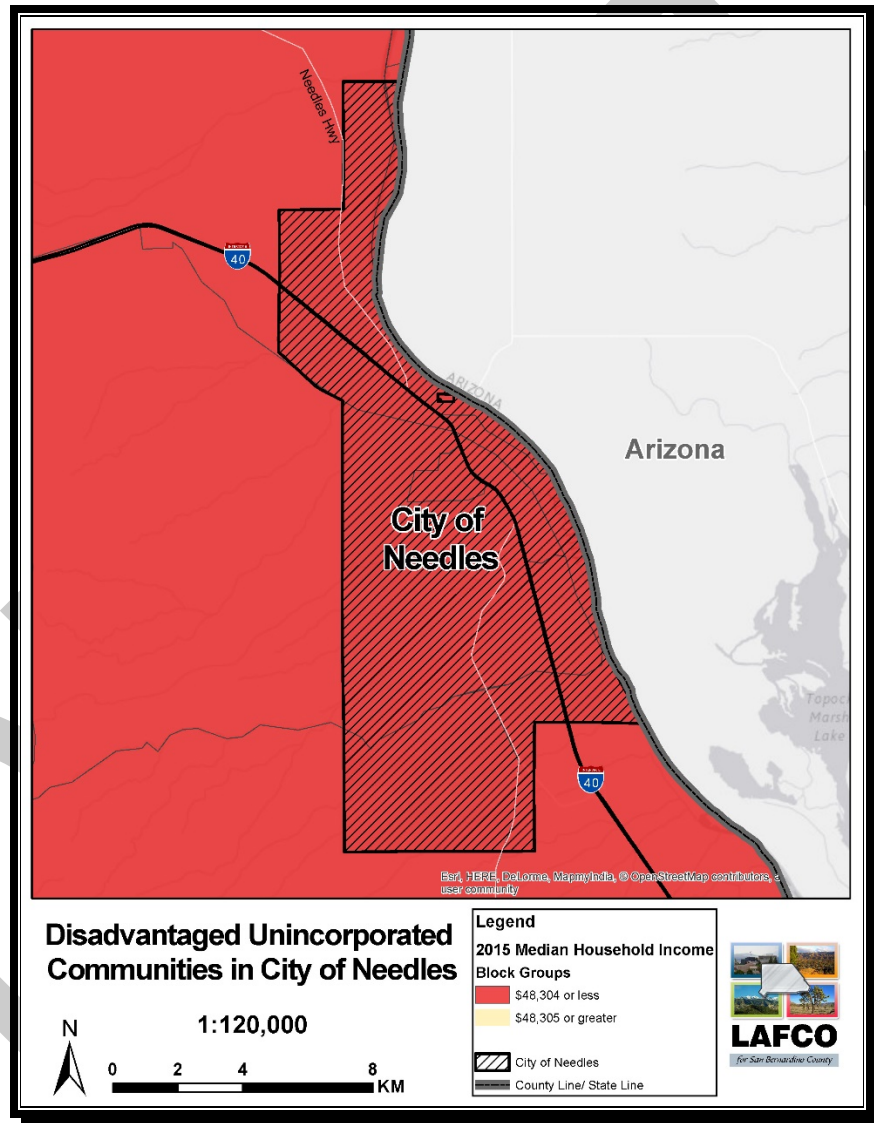 Needles Hwy
40
ARIZONA
Arizona
City of
Needles
Topock
Marsh
Lake
40
Esri, HERE, DeLorme, MapmyIndia, © OpenStreetMap contributors,
user community
Disadvantaged Unincorporated
Communities in City of Needles
N
1:120,000
0 2 4 8
KM
Legend
2015 Median Household Income
Block Groups
$48,304 or less
$48,305 or greater
City of Needles
County Line/ State Line
LAFCO
for San Bernardino County